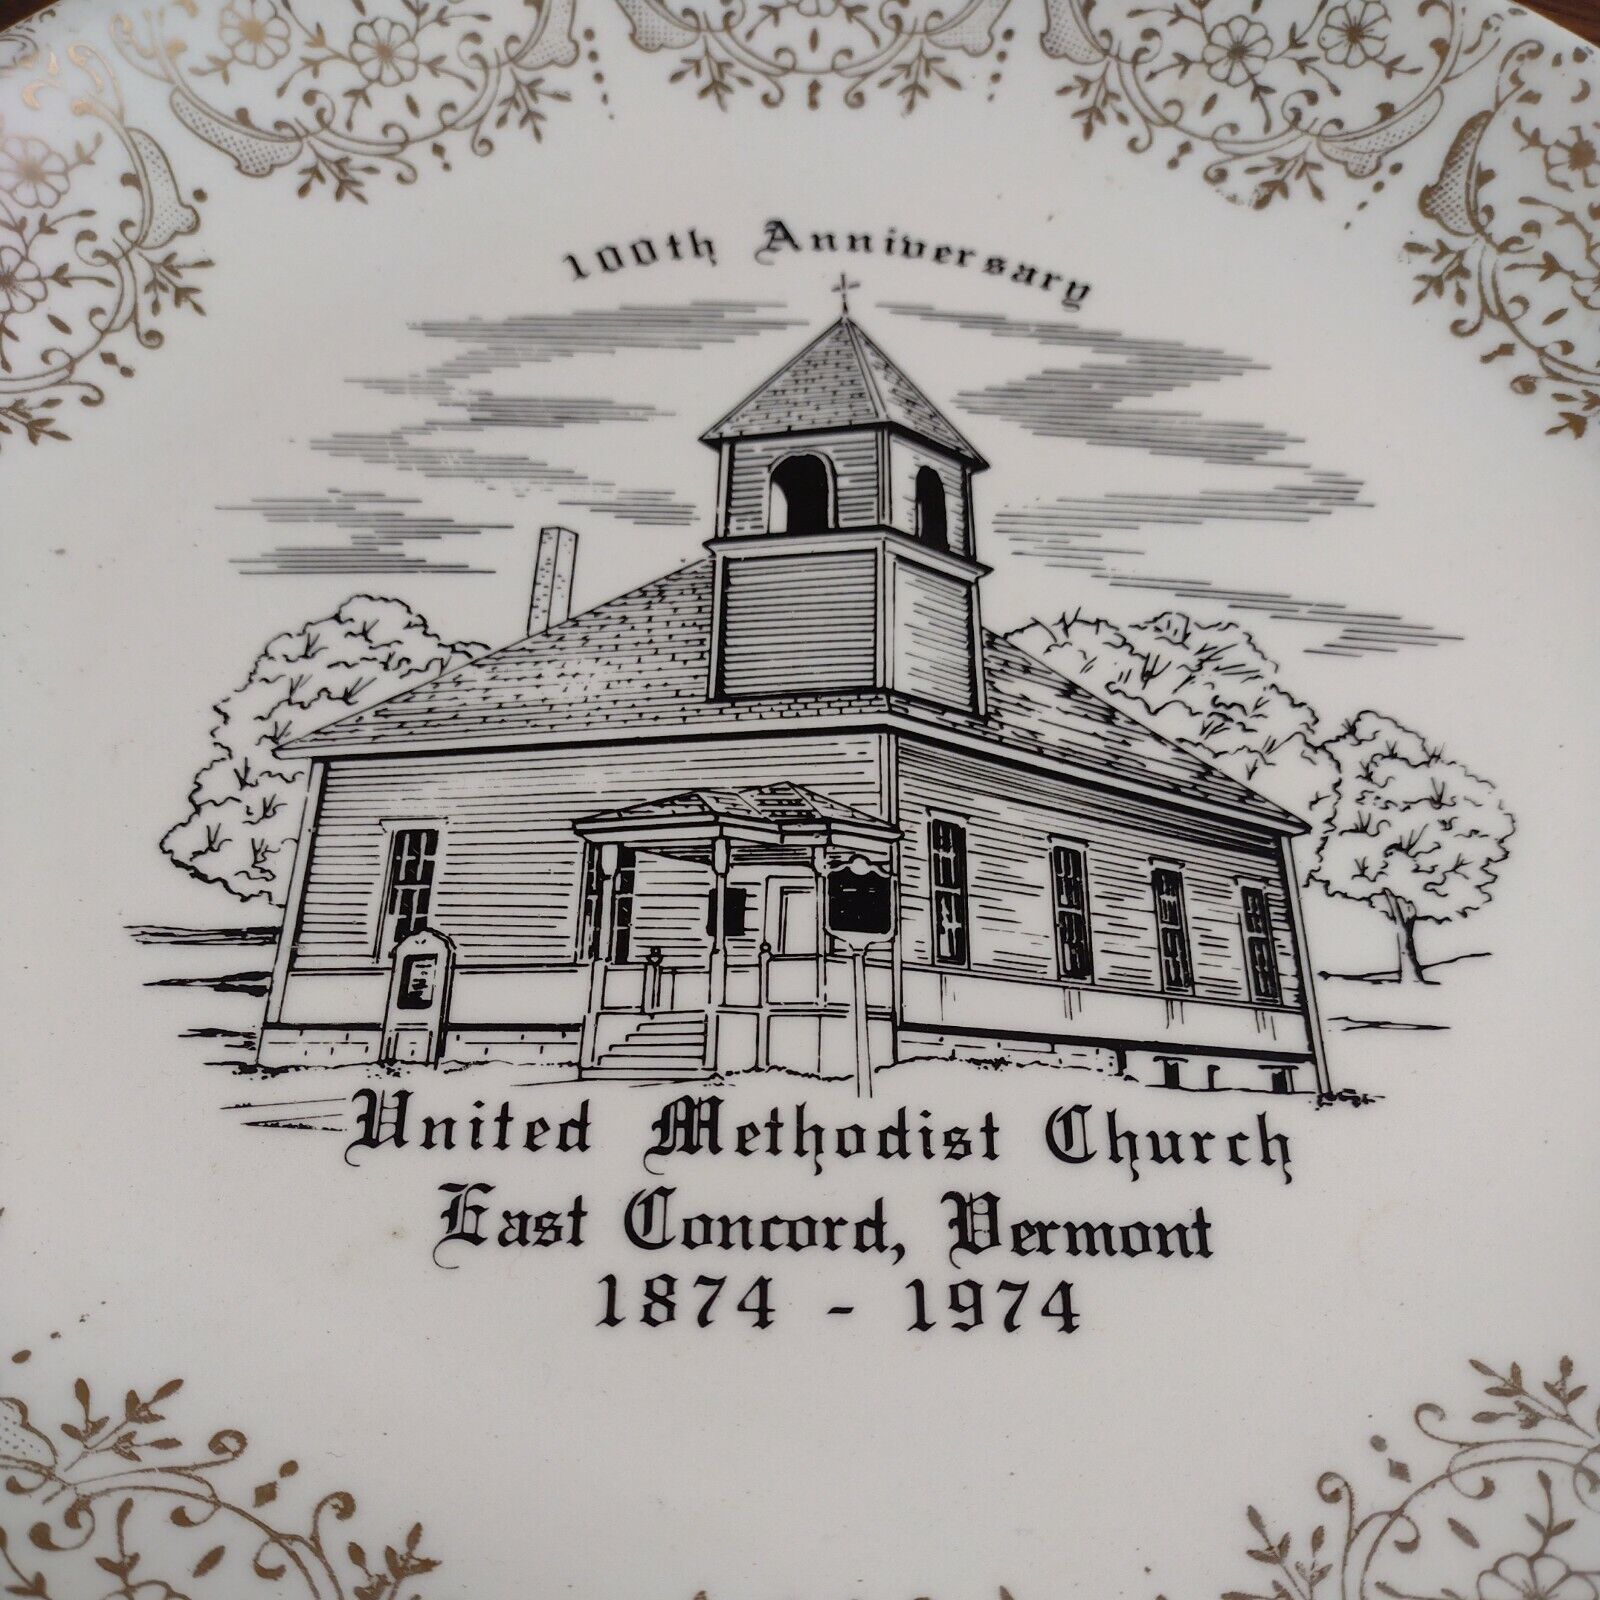 100th Anniversary
United Methodist Church
East Concord, Vermont
1874 - 1974